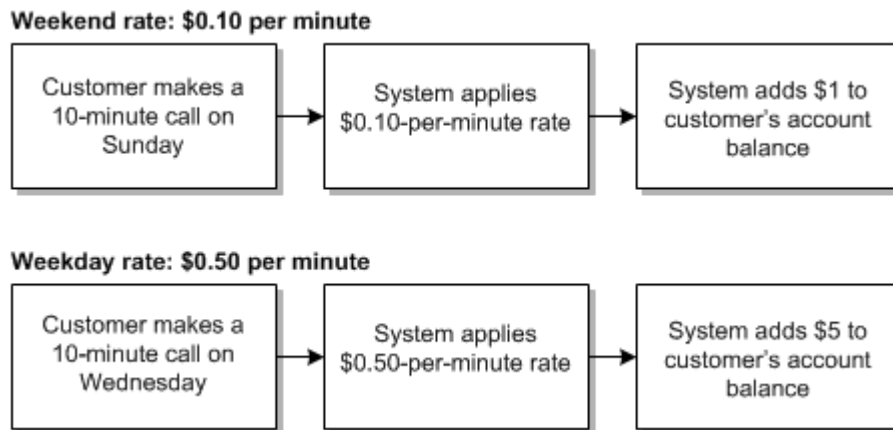 Weekend rate: $0.10 per minute
Customer makes a
10-minute call on
Sunday
System applies
$0.10-per-minute rate
System adds $1 to
customer's account
balance
Weekday rate: $0.50 per minute
Customer makes a
10-minute call on
Wednesday
System applies
$0.50-per-minute rate
System adds $5 to
customer's account
balance